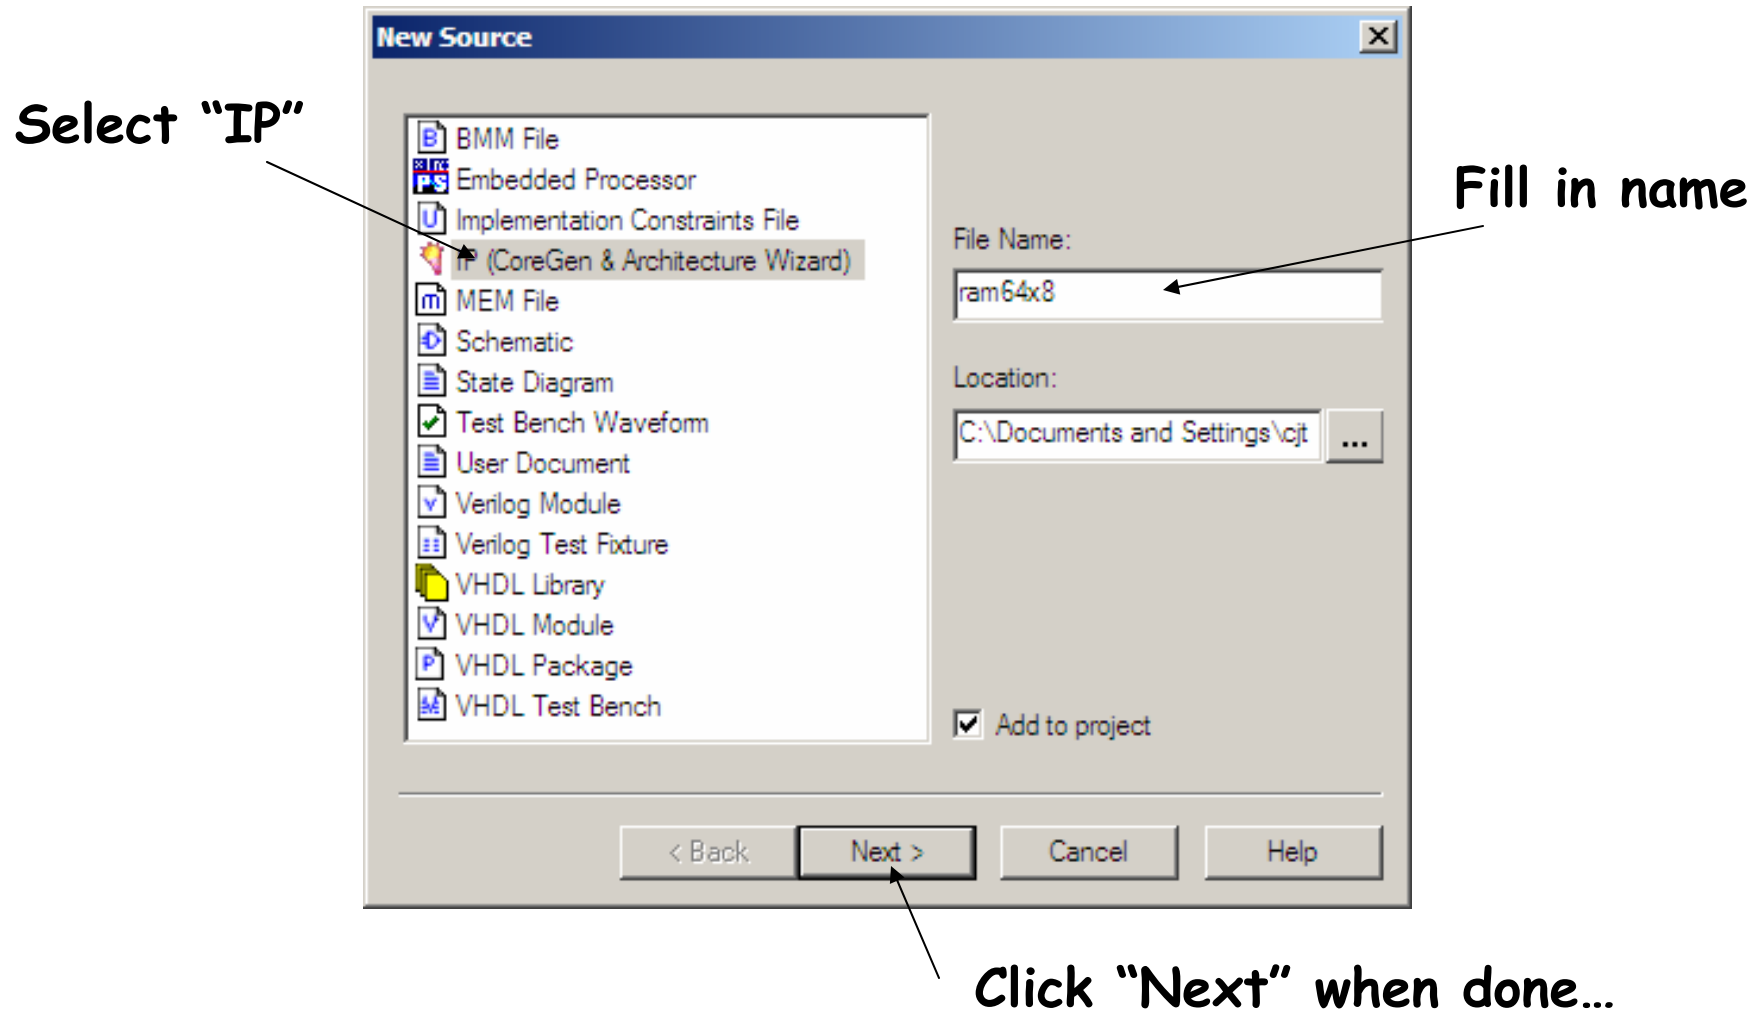 New Source
Select “IP”
BMM File
Embedded Processor
Implementation Constraints File
IP (CoreGen & Architecture Wizard)
MEM File
Schematic
State Diagram
Test Bench Waveform
User Document
Verilog Module
Verilog Test Fixture
VHDL Library
VHDL Module
VHDL Package
VHDL Test Bench
Fill in name
File Name:
ram64x8
Location:
C:\Documents and Settings\cjt
...
Add to project
< Back
Next >
Cancel
Help
Click “Next” when done…